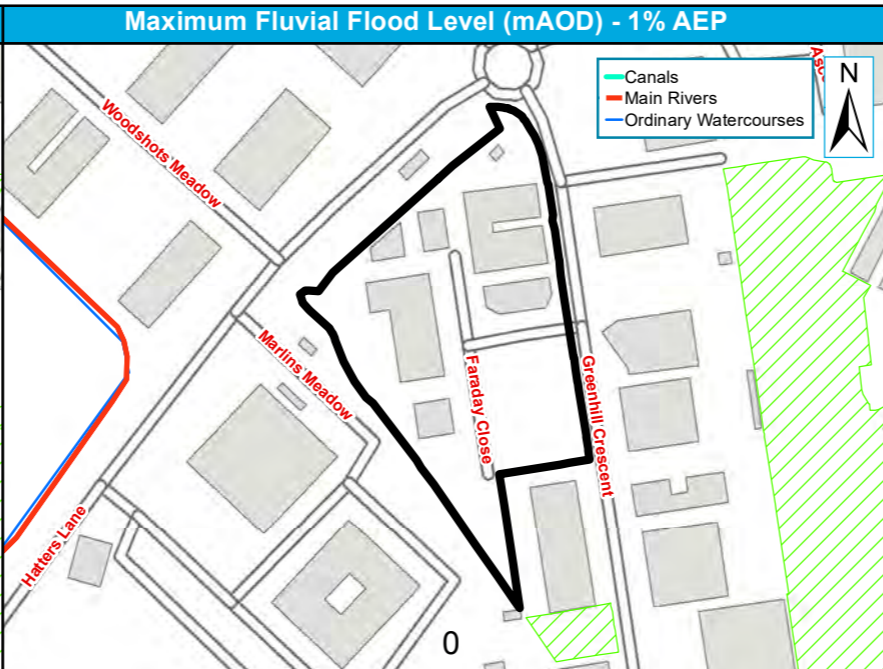 Maximum Fluvial Flood Level (mAOD) - 1% AEP
Canals
Main Rivers
Ordinary Watercourses
N
Woodshots Meadow
Marlins Meadow
Faraday Close
Greenhill Crescent
Hatters Lane
0